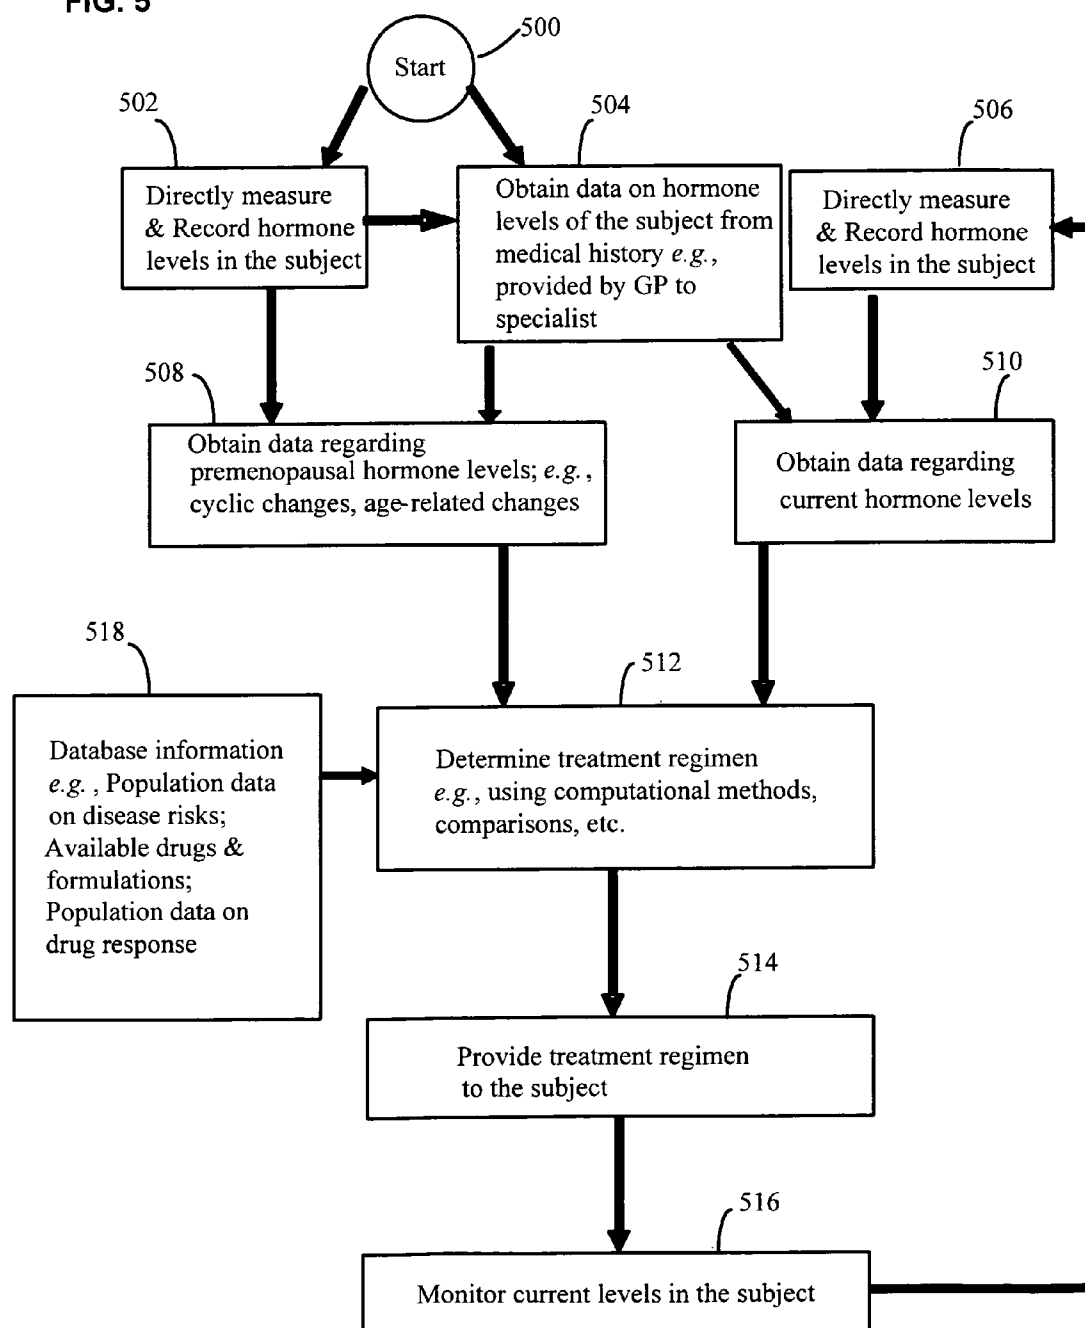 FIG. 5
500
Start
502
504
506
Directly measure
& Record hormone
levels in the subject
Obtain data on hormone
levels of the subject from
medical history e.g.,
provided by GP to
specialist
Directly measure
& Record hormone
levels in the subject
508
510
Obtain data regarding
premenopausal hormone levels; e.g.,
cyclic changes, age-related changes
Obtain data regarding
current hormone levels
518
512
Database information
e.g. , Population data
on disease risks;
Available drugs &
formulations;
Population data on
drug response
Determine treatment regimen
e.g., using computational methods,
comparisons, etc.
514
Provide treatment regimen
to the subject
516
Monitor current levels in the subject